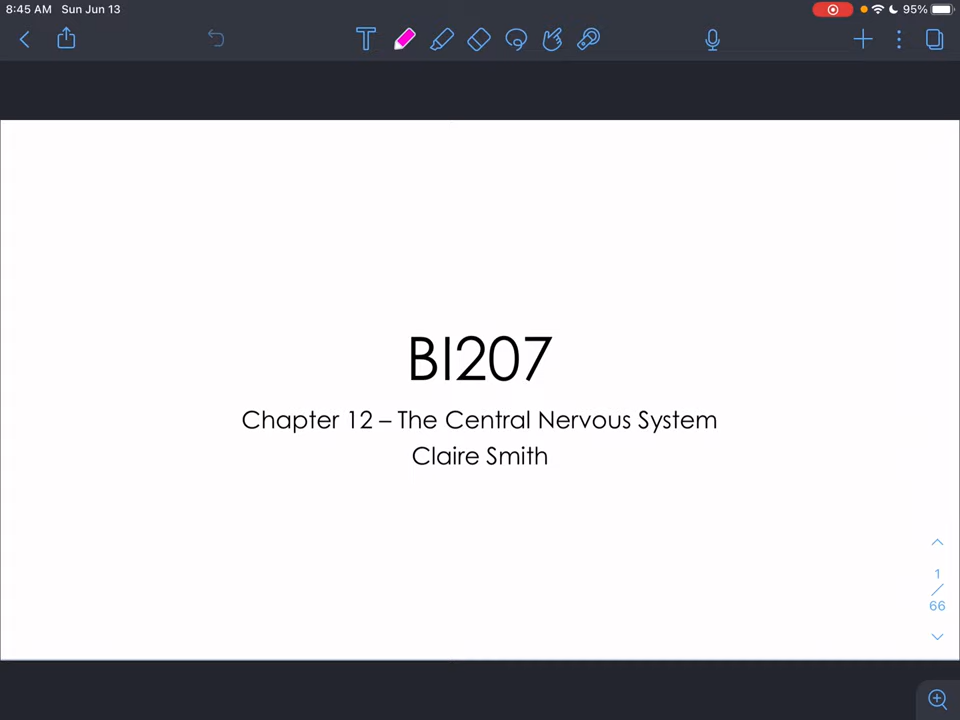 8:45 AM Sun Jun 13
95%
BI207
Chapter 12 – The Central Nervous System
Claire Smith
1
/
66